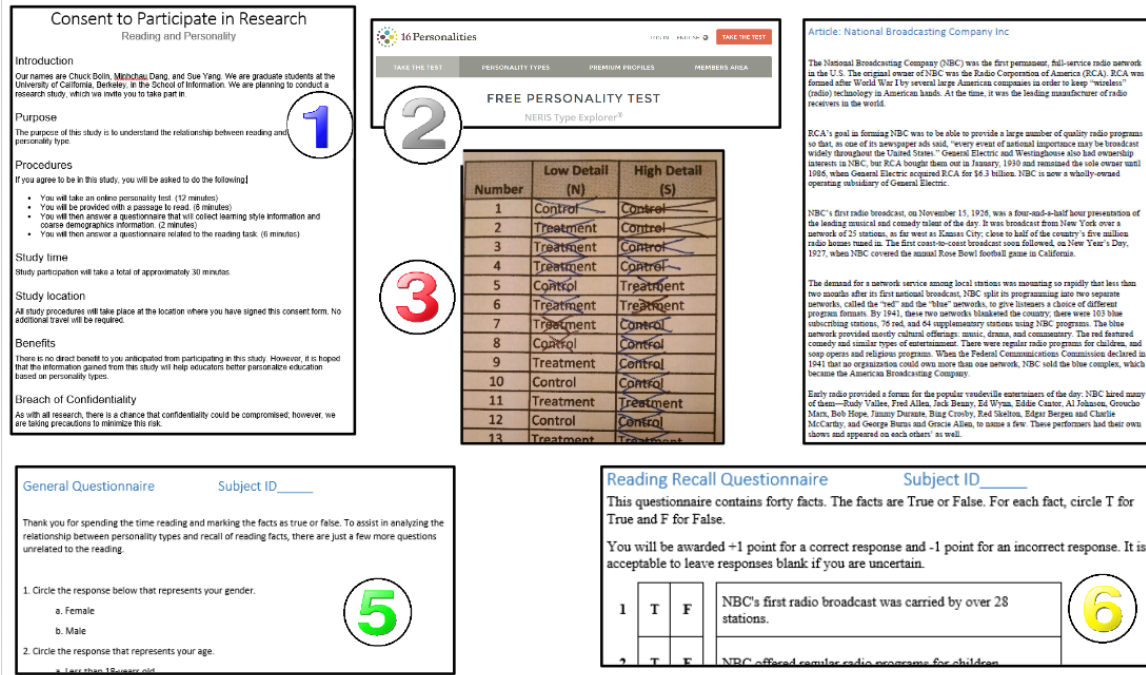 Consent to Participate in Research
Reading and Personality
Introduction
Our names are Chuck Bolin, Minhchau Dang, and Sue Yang. We are graduate students at the
University of California, Berkeley, in the School of Information. We are planning to conduct a
research study, which we invite you to take part in.
Purpose
The purpose of this study is to understand the relationship between reading and
personality type.
Procedures
If you agree to be in this study, you will be asked to do the following:
• You will take an online personality test. (12 minutes)
• You will be provided with a passage to read. (6 minutes)
• You will then answer a questionnaire that will collect learning style information and
coarse demographics information. (2 minutes)
• You will then answer a questionnaire related to the reading task. (6 minutes)
Study time
Study participation will take a total of approximately 30 minutes.
Study location
All study procedures will take place at the location where you have signed this consent form. No
additional travel will be required.
Benefits
There is no direct benefit to you anticipated from participating in this study. However, it is hoped
that the information gained from this study will help educators better personalize education
based on personality types.
Breach of Confidentiality
As with all research, there is a chance that confidentiality could be compromised; however, we
are taking precautions to minimize this risk.
1
16Personalities
TAKE THE TEST
TAKE THE TEST PERSONALITY TYPES PREMIUM PROFILES MEMBERS AREA
FREE PERSONALITY TEST
NERIS Type Explorer®
2
Number Low Detail (N) High Detail (S)
1 Control Control
2 Treatment Control
3 Treatment Control
4 Treatment Control
5 Control Treatment
6 Treatment Treatment
7 Treatment Control
8 Control Control
9 Treatment Control
10 Control Control
11 Treatment Treatment
12 Control Control
13 Treatment Treatment
3
Article: National Broadcasting Company Inc
The National Broadcasting Company (NBC) was the first permanent, full-service radio network
in the U.S. The original owner of NBC was the Radio Corporation of America (RCA). RCA was
formed after World War I by several large American companies in order to keep “wireless”
(radio) technology in American hands. At the time, it was the leading manufacturer of radio
receivers in the world.
RCA’s goal in forming NBC was to be able to provide a large number of quality radio programs
so that, as one of its newspaper ads said, “every event of national importance may be broadcast
widely throughout the United States.” General Electric and Westinghouse also had ownership
interests in NBC, but RCA bought them out in January, 1930 and remained the sole owner until
1986, when General Electric acquired RCA for $6.3 billion. NBC is now a wholly-owned
operating subsidiary of General Electric.
NBC’s first radio broadcast, on November 15, 1926, was a four-and-a-half hour presentation of
the leading musical and comedy talent of the day. It was broadcast from New York over a
network of 25 stations, as far west as Kansas City; close to half of the country’s five million
radio homes tuned in. The first coast-to-coast broadcast soon followed, on New Year’s Day,
1927, when NBC covered the annual Rose Bowl football game in California.
The demand for a network service among local stations was mounting so rapidly that less than
two months after its first national broadcast, NBC split its programming into two separate
networks, called the “red” and the “blue” networks, to give listeners a choice of different
program formats. By 1941, these two networks blanketed the country; there were 103 blue
subscribing stations, 76 red, and 64 supplementary stations using NBC programs. The blue
network provided mostly cultural offerings: music, drama, and commentary. The red featured
comedy and similar types of entertainment. There were regular radio programs for children, and
soap operas and religious programs. When the Federal Communications Commission declared in
1941 that no organization could own more than one network, NBC sold the blue complex, which
became the American Broadcasting Company.
Early radio provided a forum for the popular vaudeville entertainers of the day. NBC hired many
of them—Rudy Vallee, Fred Allen, Jack Benny, Ed Wynn, Eddie Cantor, Al Johnson, Groucho
Marx, Bob Hope, Jimmy Durante, Bing Crosby, Red Skelton, Edgar Bergen and Charlie
McCarthy, and George Burns and Gracie Allen, to name a few. These performers had their own
shows and appeared on each others’ as well.
General Questionnaire Subject ID_____
Thank you for spending the time reading and marking the facts as true or false. To assist in analyzing the
relationship between personality types and recall of reading facts, there are just a few more questions
unrelated to the reading.
1. Circle the response below that represents your gender.
a. Female
b. Male
2. Circle the response that represents your age.
a. Less than 18-years old
5
Reading Recall Questionnaire Subject ID_____
This questionnaire contains forty facts. The facts are True or False. For each fact, circle T for
True and F for False.
You will be awarded +1 point for a correct response and -1 point for an incorrect response. It is
acceptable to leave responses blank if you are uncertain.
1 T F NBC's first radio broadcast was carried by over 28
stations.
2 T F NBC offered regular radio programs for children
6